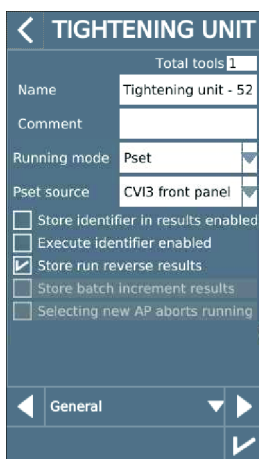 TIGHTENING UNIT
Total tools 1
Name Tightening unit - 52
Comment
Running mode Pset
Pset source CVI3 front panel
Store identifier in results enabled
Execute identifier enabled
Store run reverse results
Store batch increment results
Selecting new AP aborts running
General